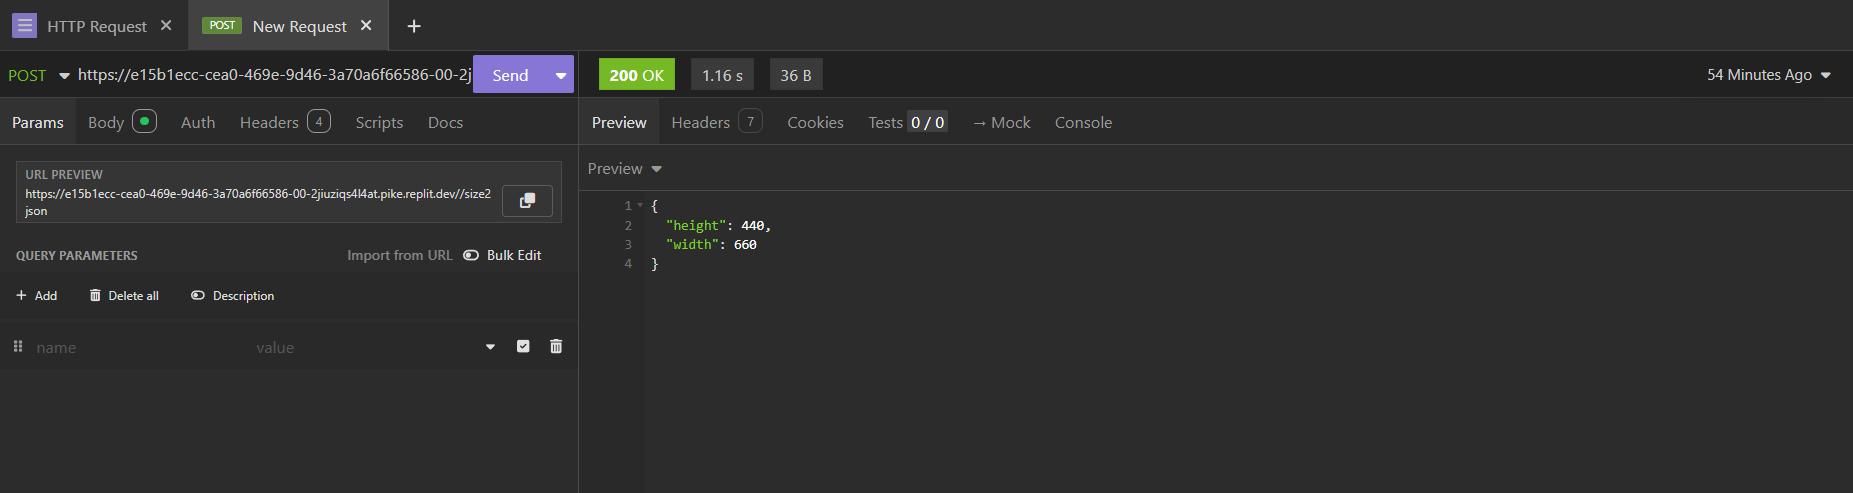 HTTP Request
POST New Request
POST https://e15b1ecc-cea0-469e-9d46-3a70a6f66586-00-2j Send
200 OK 1.16 s 36 B 54 Minutes Ago
Params Body Auth Headers 4 Scripts Docs
Preview Headers 7 Cookies Tests 0 / 0 → Mock Console
URL PREVIEW
https://e15b1ecc-cea0-469e-9d46-3a70a6f66586-00-2jiuziqs4l4at.pike.replit.dev//size2
json
QUERY PARAMETERS Import from URL Bulk Edit
+ Add Delete all Description
name value
Preview
1 {
2 "height": 440,
3 "width": 660
4 }